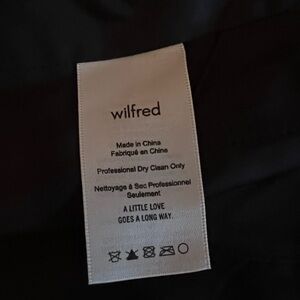 wilfred
Made in China
Fabriqué en Chine
Professional Dry Clean Only
Nettoyage à Sec Professionnel
Seulement
A LITTLE LOVE
GOES A LONG WAY.